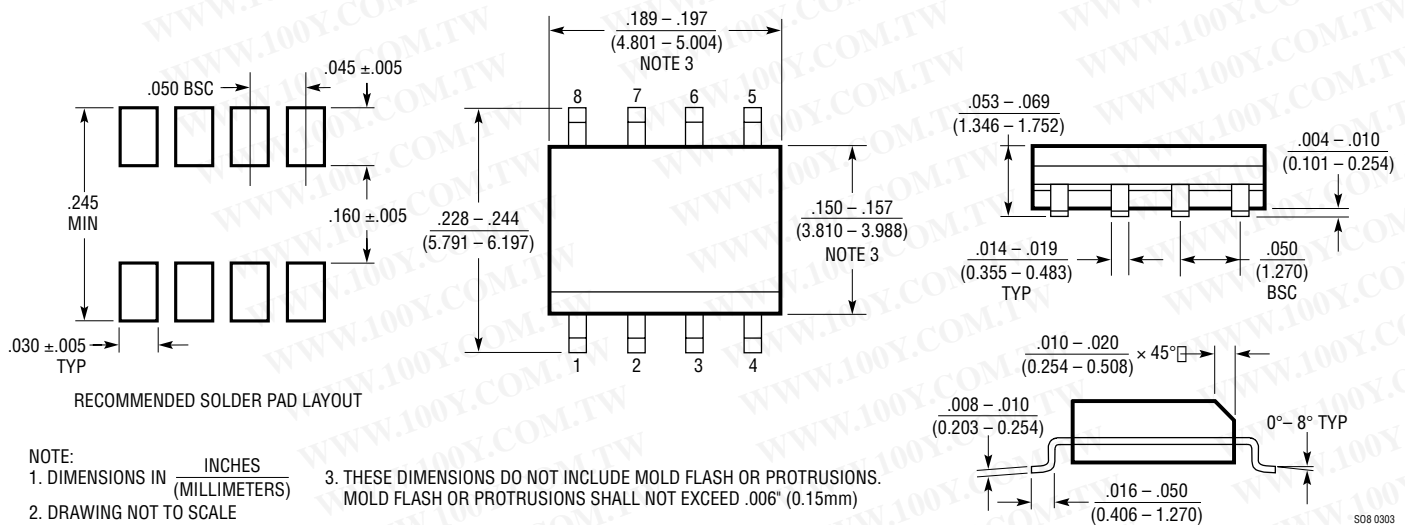 .050 BSC
.045 ±.005
.245
MIN
.160 ±.005
.030 ±.005
TYP
RECOMMENDED SOLDER PAD LAYOUT
.189 – .197
(4.801 – 5.004)
NOTE 3
8 7 6 5
.228 – .244
(5.791 – 6.197)
.150 – .157
(3.810 – 3.988)
NOTE 3
1 2 3 4
.053 – .069
(1.346 – 1.752)
.004 – .010
(0.101 – 0.254)
.014 – .019
(0.355 – 0.483)
TYP
.050
(1.270)
BSC
.010 – .020
(0.254 – 0.508)
× 45°
.008 – .010
(0.203 – 0.254)
0°– 8° TYP
.016 – .050
(0.406 – 1.270)
NOTE:
1. DIMENSIONS IN INCHES
(MILLIMETERS)
2. DRAWING NOT TO SCALE
3. THESE DIMENSIONS DO NOT INCLUDE MOLD FLASH OR PROTRUSIONS.
MOLD FLASH OR PROTRUSIONS SHALL NOT EXCEED .006" (0.15mm)
SO8 0303
WWW.100Y.COM.TW